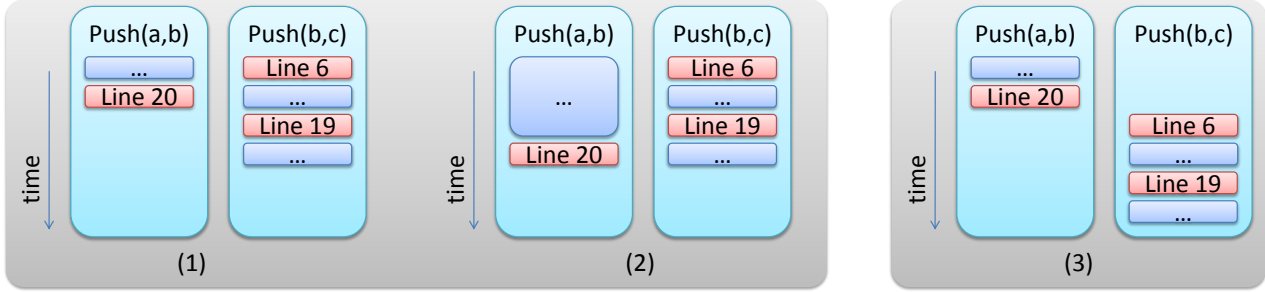 Push(a,b)
...
Line 20
Push(b,c)
Line 6
...
Line 19
...
time
(1)
Push(a,b)
...
Line 20
Push(b,c)
Line 6
...
Line 19
...
time
(2)
Push(a,b)
...
Line 20
Push(b,c)
Line 6
...
Line 19
...
time
(3)